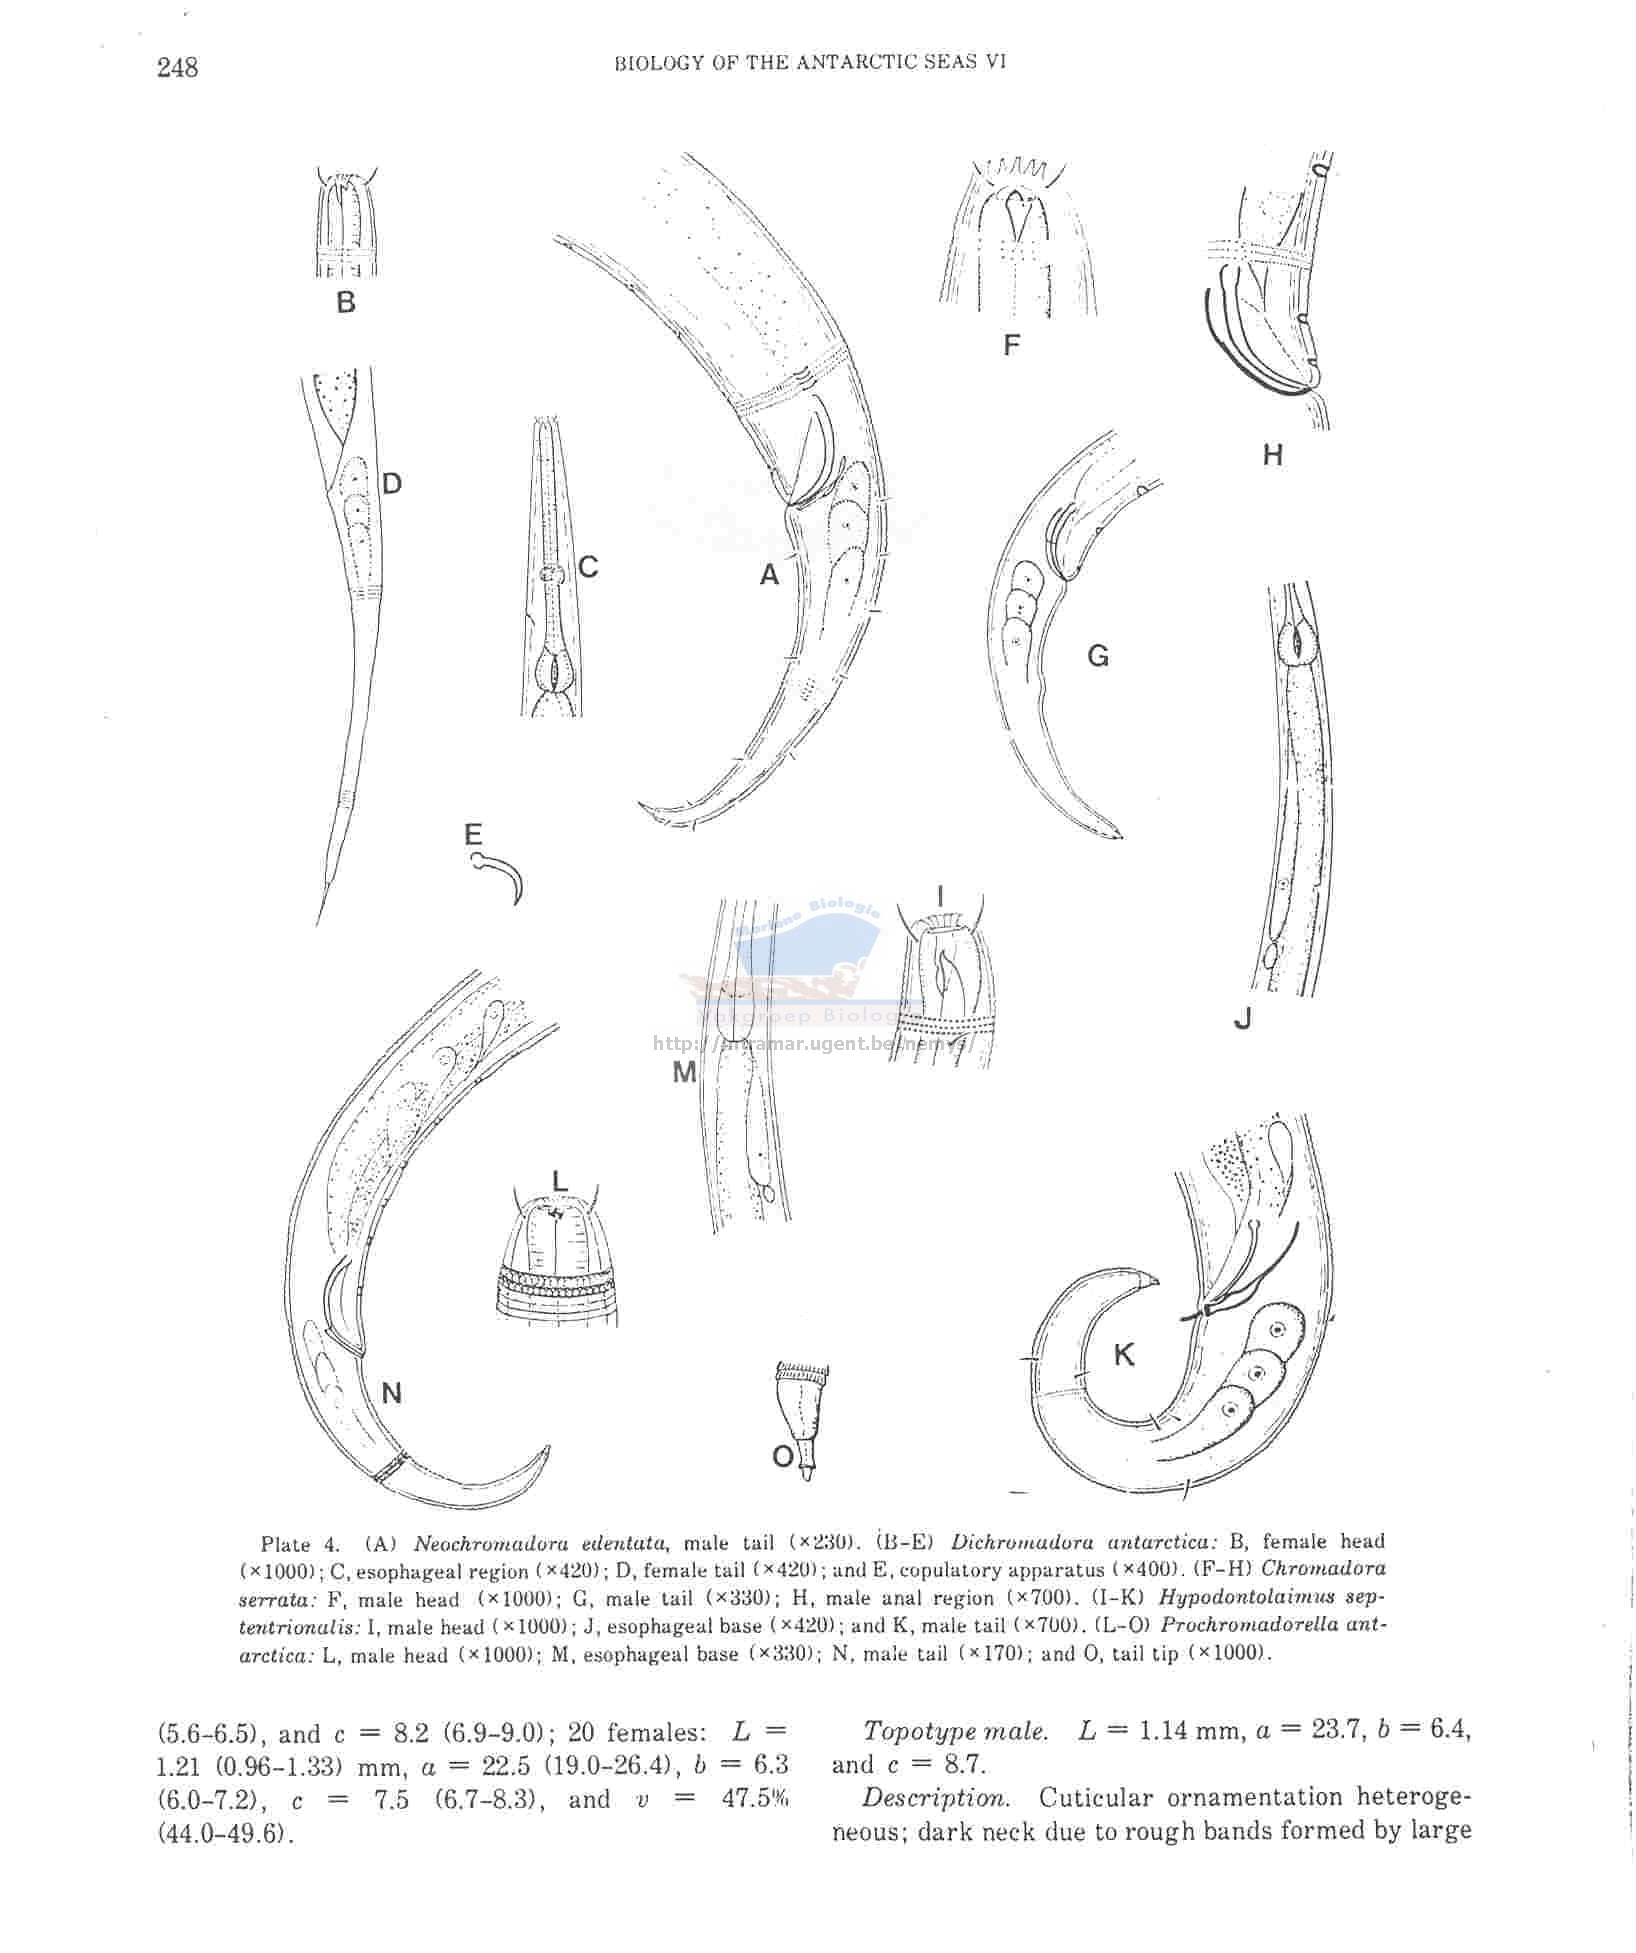 248
BIOLOGY OF THE ANTARCTIC SEAS VI
B
F
H
D
C
A
G
E
I
J
Mariene Biologie
Vakgroep Biologie
http://intramar.ugent.be/nemys/
M
L
K
N
O
Plate 4. (A) Neochromadora edentata, male tail (×230). (B–E) Dichromadora antarctica: B, female head
(×1000); C, esophageal region (×420); D, female tail (×420); and E, copulatory apparatus (×400). (F–H) Chromadora
serrata: F, male head (×1000); G, male tail (×330); H, male anal region (×700). (I–K) Hypodontolaimus sep-
tentrionalis: I, male head (×1000); J, esophageal base (×420); and K, male tail (×700). (L–O) Prochromadorella ant-
arctica: L, male head (×1000); M, esophageal base (×330); N, male tail (×170); and O, tail tip (×1000).
(5.6–6.5), and c = 8.2 (6.9–9.0); 20 females: L =
1.21 (0.96–1.33) mm, a = 22.5 (19.0–26.4), b = 6.3
(6.0–7.2), c = 7.5 (6.7–8.3), and v = 47.5%
(44.0–49.6).
Topotype male. L = 1.14 mm, a = 23.7, b = 6.4,
and c = 8.7.
Description. Cuticular ornamentation heteroge-
neous; dark neck due to rough bands formed by large